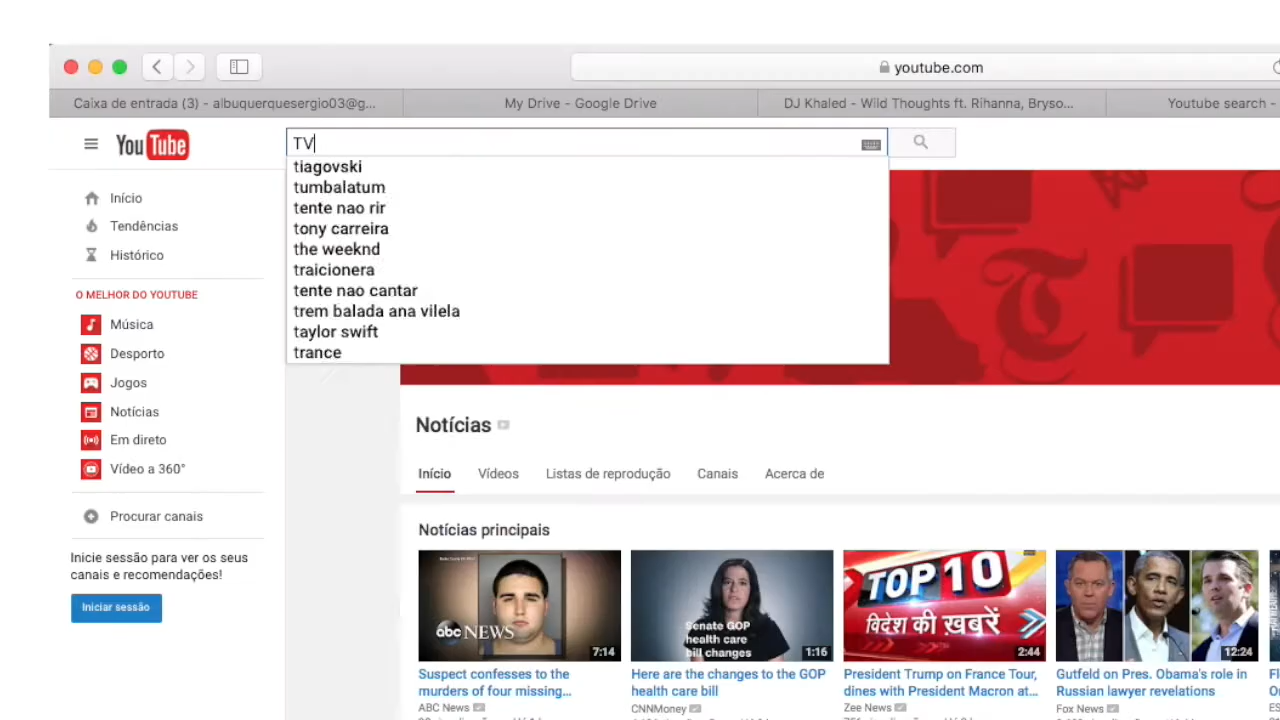 youtube.com
Caixa de entrada (3) - albuquerquesergio03@g...
My Drive - Google Drive
DJ Khaled - Wild Thoughts ft. Rihanna, Bryso...
Youtube search -
YouTube
TV
tiagovski
tumbalatum
tente nao rir
tony carreira
the weeknd
traicionera
tente nao cantar
trem bala​da ana vilela
taylor swift
trance
Início
Tendências
Histórico
O MELHOR DO YOUTUBE
Música
Desporto
Jogos
Notícias
Em direto
Vídeo a 360°
Procurar canais
Inicie sessão para ver os seus
canais e recomendações!
Iniciar sessão
Notícias
Início Vídeos Listas de reprodução Canais Acerca de
Notícias principais
abc NEWS
7:14
Senate GOP
health care
bill changes
1:16
TOP 10
विदेश की ख़बरें
2:44
12:24
Suspect confesses to the
murders of four missing...
ABC News
Here are the changes to the GOP
health care bill
CNNMoney
President Trump on France Tour,
dines with President Macron at...
Zee News
Gutfeld on Pres. Obama's role in
Russian lawyer revelations
Fox News